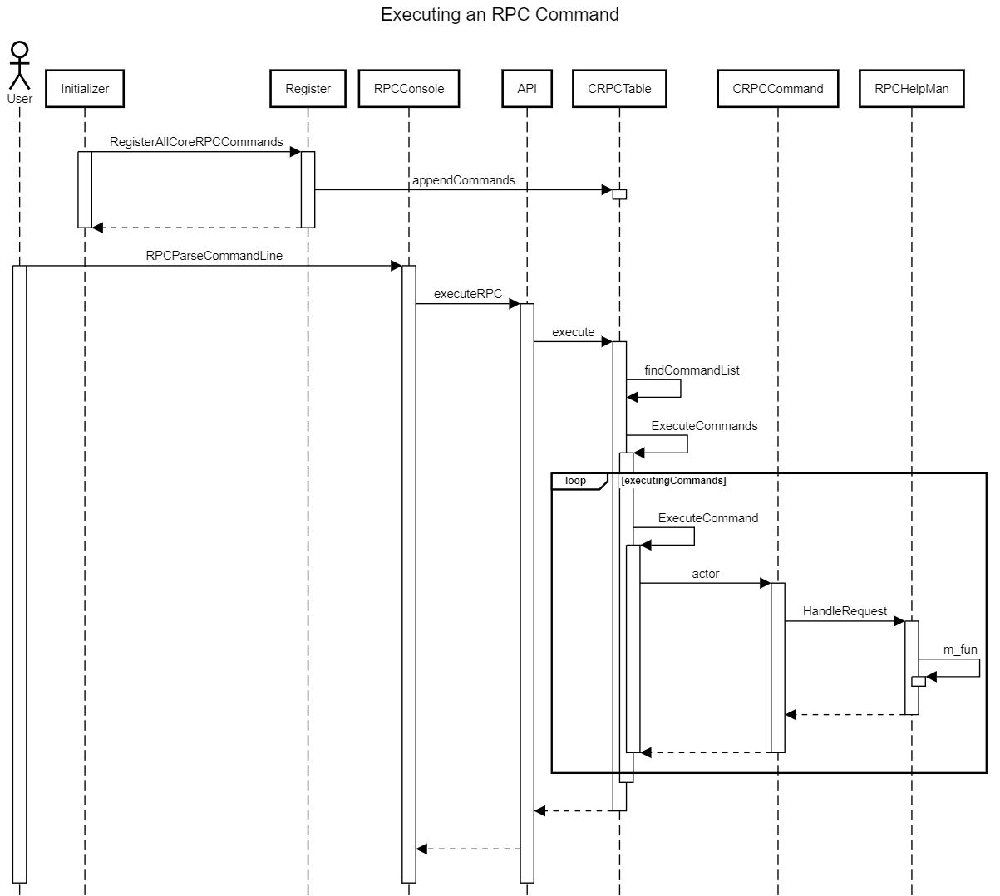 Executing an RPC Command
User
Initializer
Register
RPCConsole
API
CRPCTable
CRPCCommand
RPCHelpMan
RegisterAllCoreRPCCommands
appendCommands
RPCParseCommandLine
executeRPC
execute
findCommandList
ExecuteCommands
loop
[executingCommands]
ExecuteCommand
actor
HandleRequest
m_fun